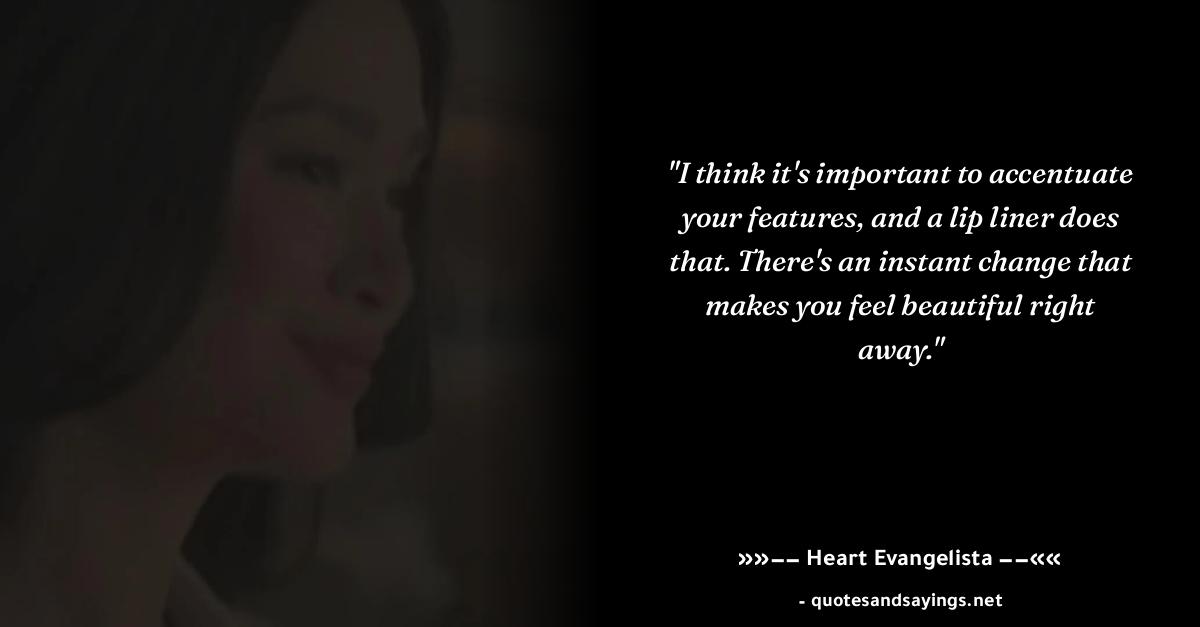 "I think it's important to accentuate
your features, and a lip liner does
that. There's an instant change that
makes you feel beautiful right
away."
»»−− Heart Evangelista −−««
- quotesandsayings.net